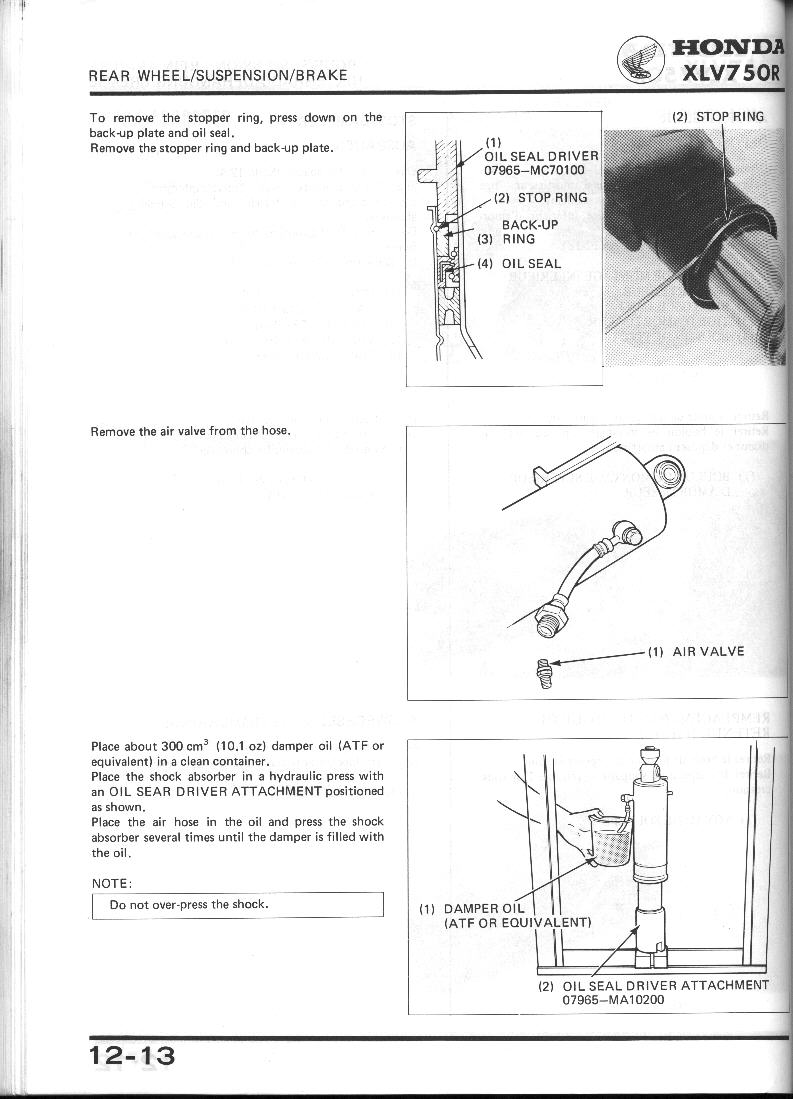 REAR WHEEL/SUSPENSION/BRAKE
HONDA
XLV750R
To remove the stopper ring, press down on the
back-up plate and oil seal.
Remove the stopper ring and back-up plate.
(1)
OIL SEAL DRIVER
07965-MC70100
(2) STOP RING
BACK-UP
(3) RING
(4) OIL SEAL
(2) STOP RING
Remove the air valve from the hose.
(1) AIR VALVE
Place about 300 cm³ (10.1 oz) damper oil (ATF or
equivalent) in a clean container.
Place the shock absorber in a hydraulic press with
an OIL SEAR DRIVER ATTACHMENT positioned
as shown.
Place the air hose in the oil and press the shock
absorber several times until the damper is filled with
the oil.
NOTE:
Do not over-press the shock.
(1) DAMPER OIL
(ATF OR EQUIVALENT)
(2) OIL SEAL DRIVER ATTACHMENT
07965-MA10200
12-13